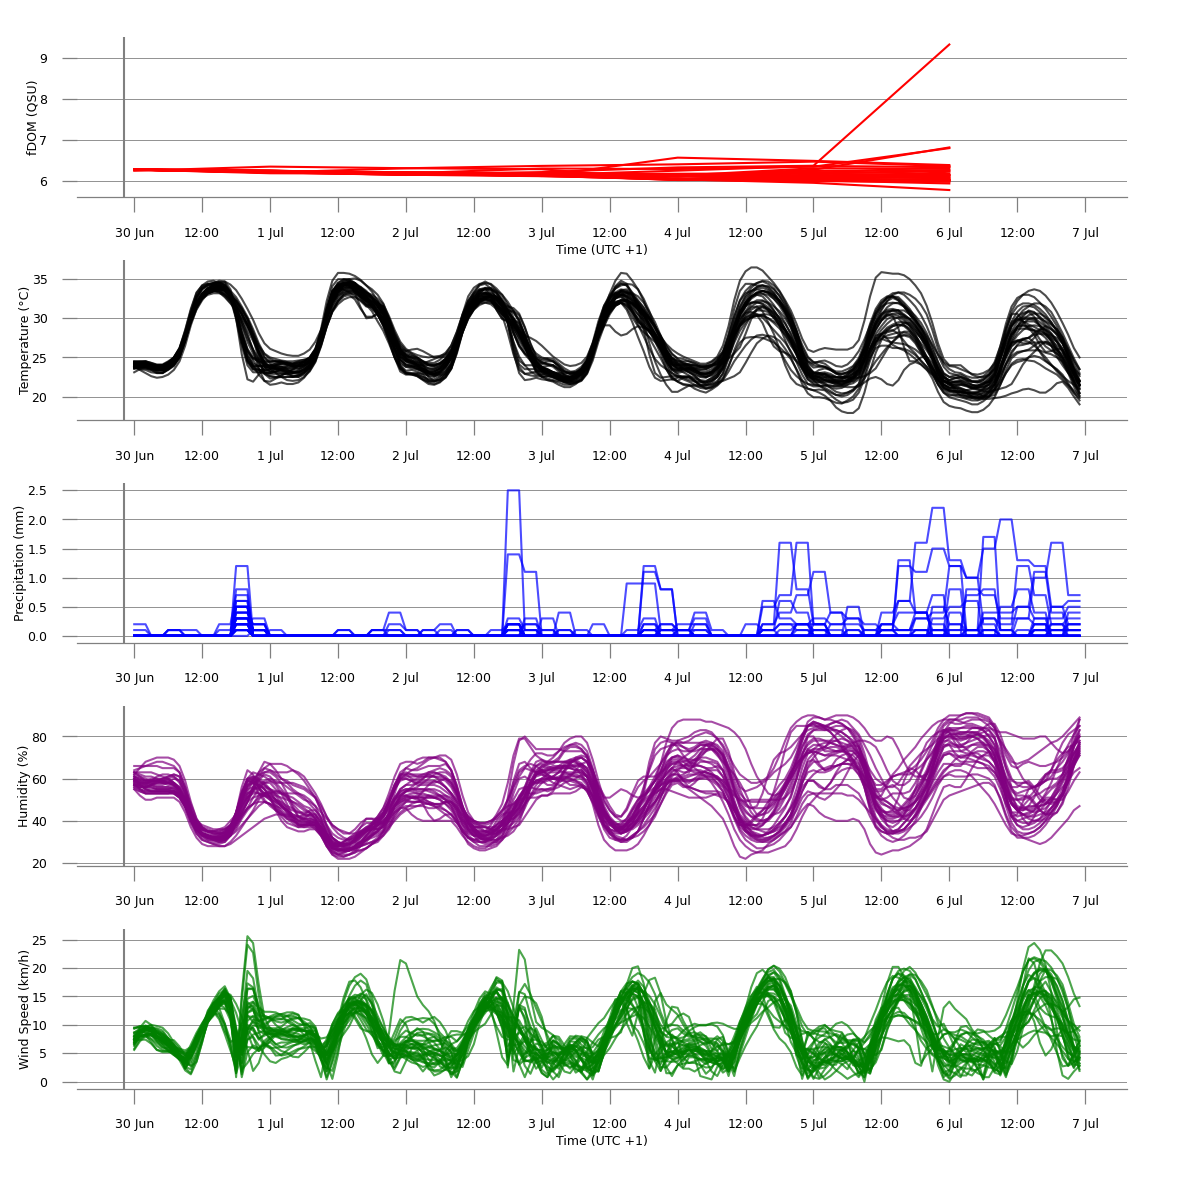 9
8
7
6
fDOM (QSU)
30 Jun 12:00 1 Jul 12:00 2 Jul 12:00 3 Jul 12:00 4 Jul 12:00 5 Jul 12:00 6 Jul 12:00 7 Jul
Time (UTC +1)
35
30
25
20
Temperature (°C)
30 Jun 12:00 1 Jul 12:00 2 Jul 12:00 3 Jul 12:00 4 Jul 12:00 5 Jul 12:00 6 Jul 12:00 7 Jul
2.5
2.0
1.5
1.0
0.5
0.0
Precipitation (mm)
30 Jun 12:00 1 Jul 12:00 2 Jul 12:00 3 Jul 12:00 4 Jul 12:00 5 Jul 12:00 6 Jul 12:00 7 Jul
80
60
40
20
Humidity (%)
30 Jun 12:00 1 Jul 12:00 2 Jul 12:00 3 Jul 12:00 4 Jul 12:00 5 Jul 12:00 6 Jul 12:00 7 Jul
25
20
15
10
5
0
Wind Speed (km/h)
30 Jun 12:00 1 Jul 12:00 2 Jul 12:00 3 Jul 12:00 4 Jul 12:00 5 Jul 12:00 6 Jul 12:00 7 Jul
Time (UTC +1)